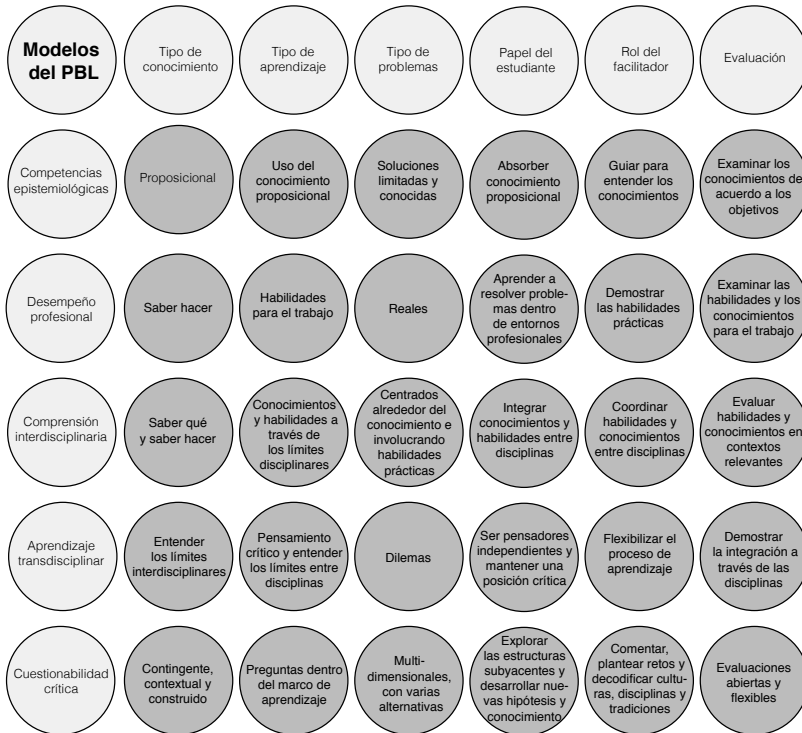 Modelos
del PBL
Tipo de
conocimiento
Tipo de
aprendizaje
Tipo de
problemas
Papel del
estudiante
Rol del
facilitador
Evaluación
Competencias
epistemiológicas
Proposicional
Uso del
conocimiento
proposicional
Soluciones
limitadas y
conocidas
Absorber
conocimiento
proposicional
Guiar para
entender los
conocimientos
Examinar los
conocimientos de
acuerdo a los
objetivos
Desempeño
profesional
Saber hacer
Habilidades
para el trabajo
Reales
Aprender a
resolver proble-
mas dentro
de entornos
profesionales
Demostrar
las habilidades
prácticas
Examinar las
habilidades y los
conocimientos
para el trabajo
Comprensión
interdisciplinaria
Saber qué
y saber hacer
Conocimientos
y habilidades a
través de
los límites
disciplinares
Centrados
alrededor del
conocimiento e
involucrando
habilidades
prácticas
Integrar
conocimientos y
habilidades entre
disciplinas
Coordinar
habilidades y
conocimientos
entre disciplinas
Evaluar
habilidades y
conocimientos en
contextos
relevantes
Aprendizaje
transdisciplinar
Entender
los límites
interdisciplinares
Pensamiento
crítico y entender
los límites entre
disciplinas
Dilemas
Ser pensadores
independientes y
mantener una
posición crítica
Flexibilizar el
proceso de
aprendizaje
Demostrar
la integración a
través de las
disciplinas
Cuestionabilidad
crítica
Contingente,
contextual y
construido
Preguntas dentro
del marco de
aprendizaje
Multi-
dimensionales,
con varias
alternativas
Explorar
las estructuras
subyacentes y
desarrollar nue-
vas hipótesis y
conocimiento
Comentar,
plantear retos y
decodificar cultu-
ras, disciplinas y
tradiciones
Evaluaciones
abiertas y
flexibles